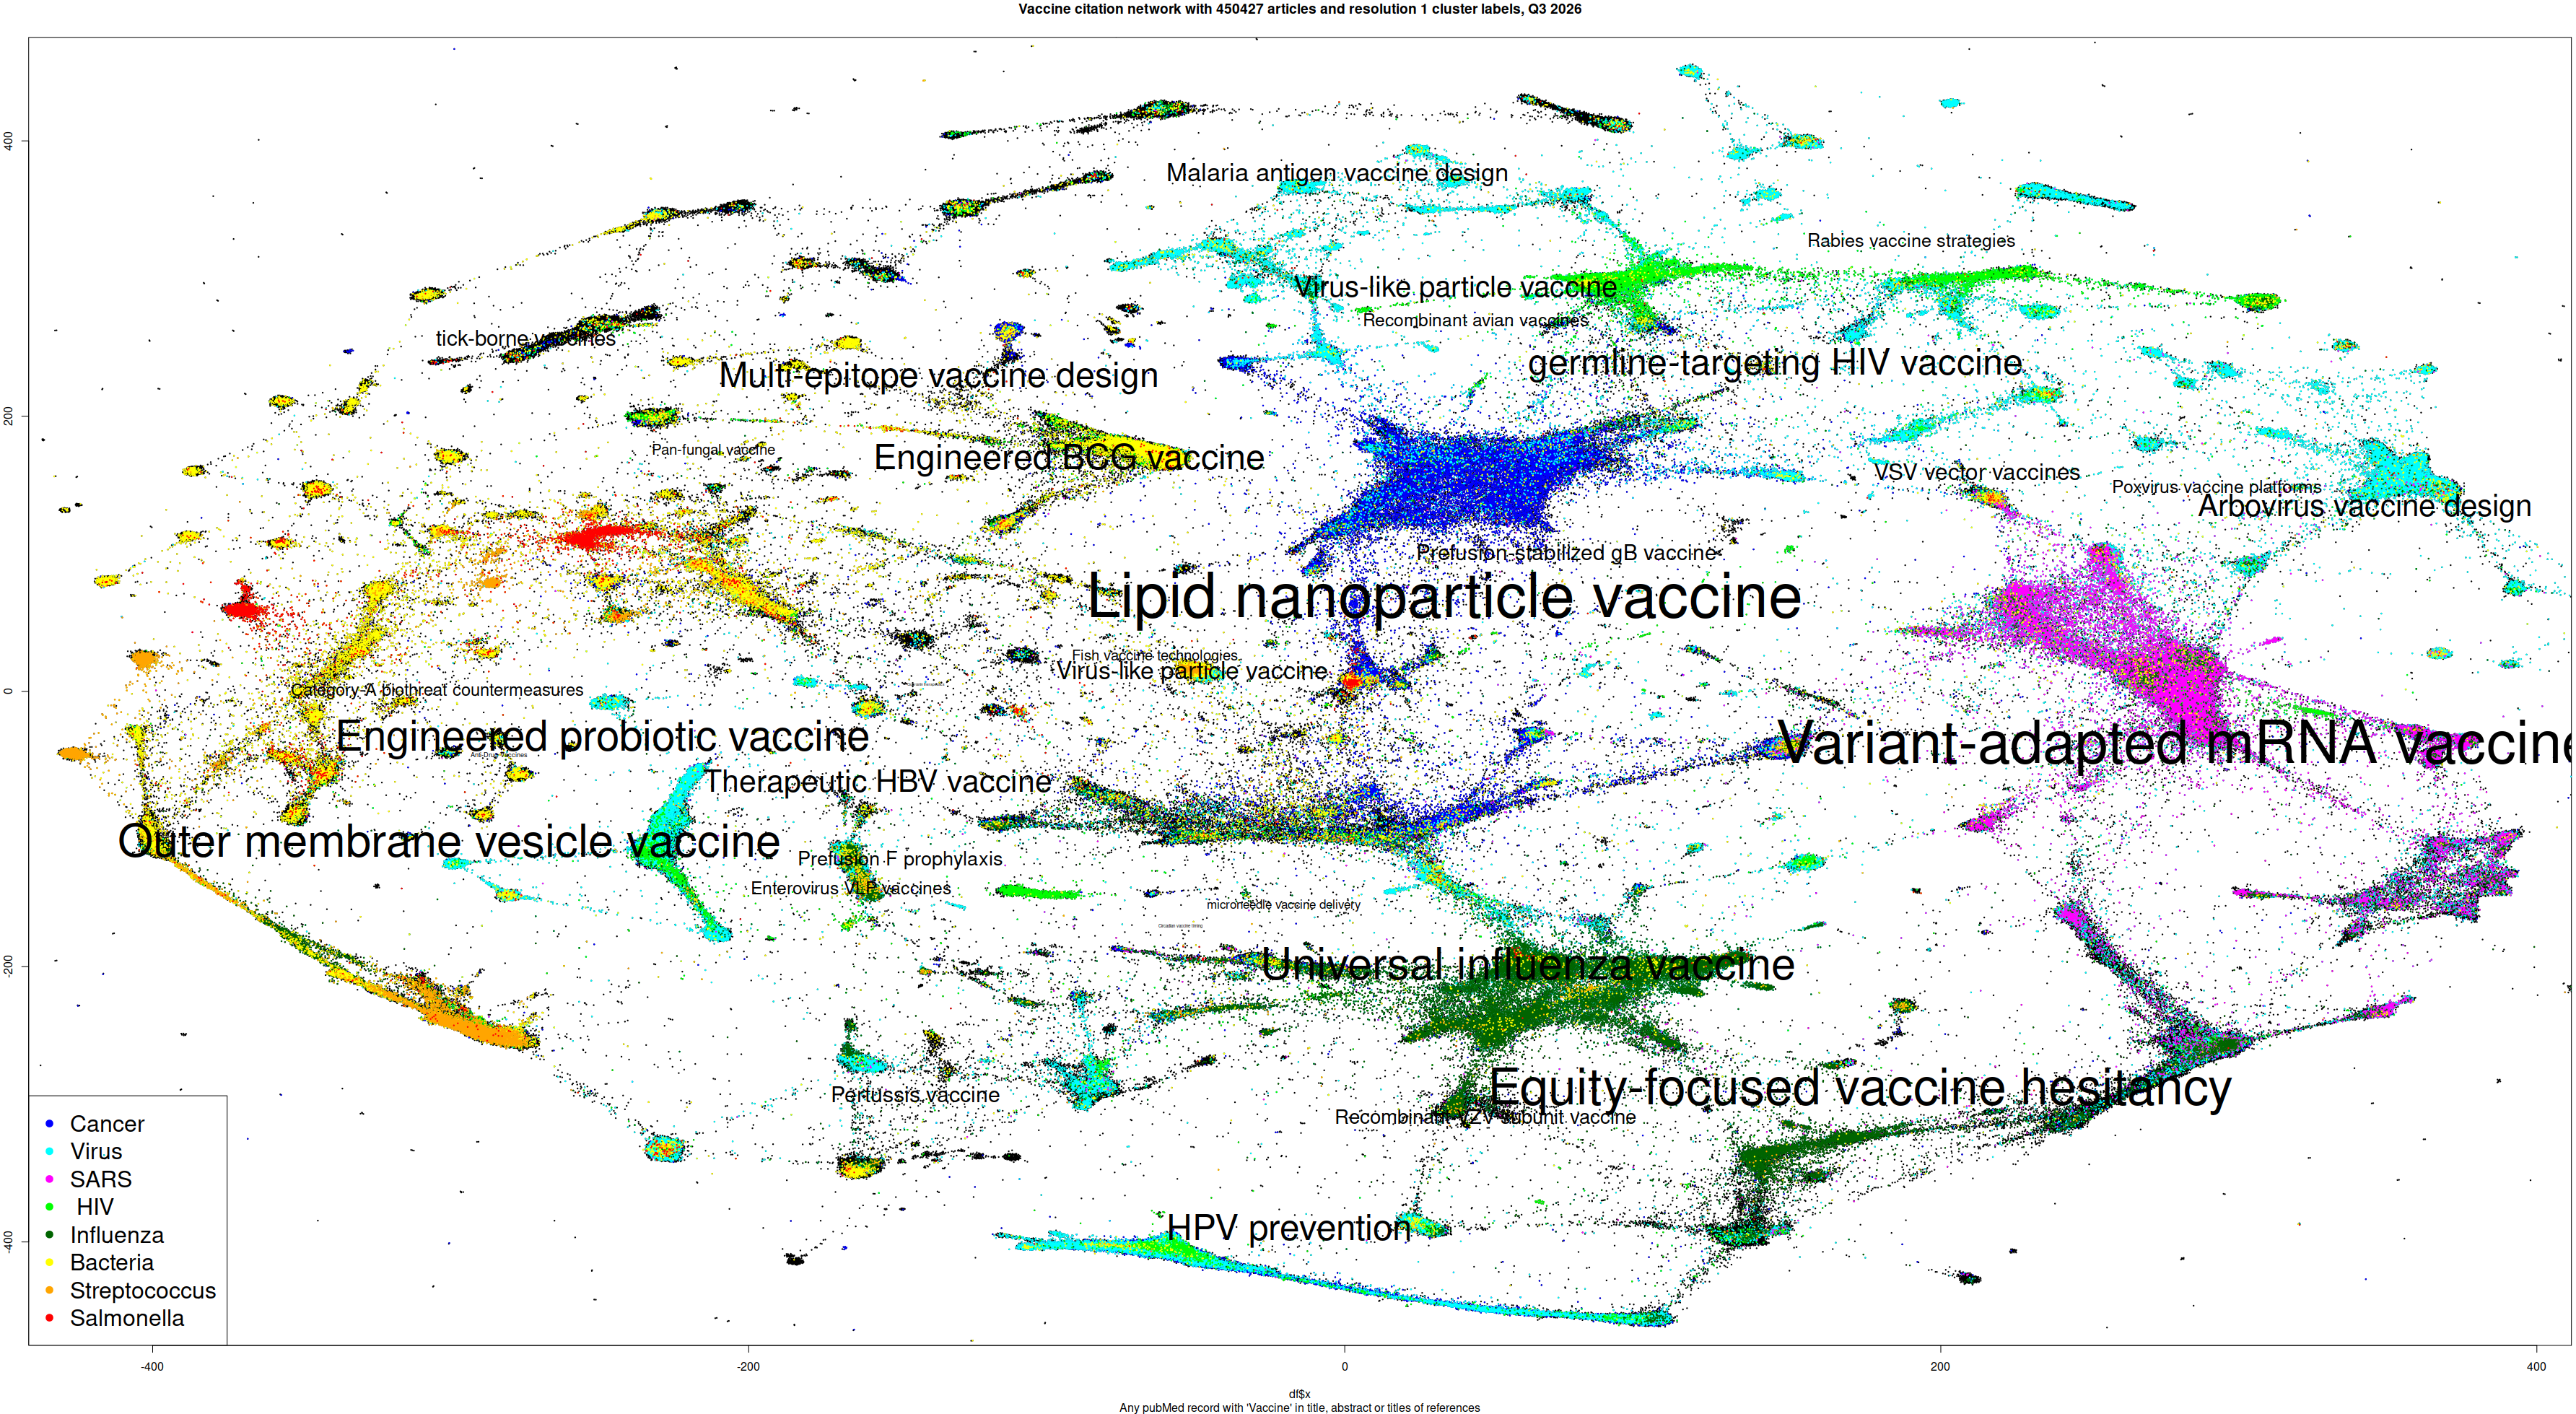 Vaccine citation network with 450427 articles and resolution 1 cluster labels, Q3 2026
400
Malaria antigen vaccine design
Rabies vaccine strategies
Virus-like particle vaccine
Recombinant avian vaccines
tick-borne vaccines
germline-targeting HIV vaccine
Multi-epitope vaccine design
200
Pan-fungal vaccine
Engineered BCG vaccine
VSV vector vaccines
Poxvirus vaccine platforms
Arbovirus vaccine design
Prefusion-stabilized gB vaccine
Lipid nanoparticle vaccine
Fish vaccine technologies
Virus-like particle vaccine
0
Category-A biothreat countermeasures
Engineered probiotic vaccine
Anti-Drug vaccines
Variant-adapted mRNA vaccine
Therapeutic HBV vaccine
Outer membrane vesicle vaccine
Prefusion F prophylaxis
Enterovirus VLP vaccines
microneedle vaccine delivery
Circadian vaccine timing
Universal influenza vaccine
-200
Equity-focused vaccine hesitancy
Pertussis vaccine
Recombinant VZV subunit vaccine
HPV prevention
-400
Cancer
Virus
SARS
HIV
Influenza
Bacteria
Streptococcus
Salmonella
-400 -200 0 200 400
df$x
Any pubMed record with 'Vaccine' in title, abstract or titles of references